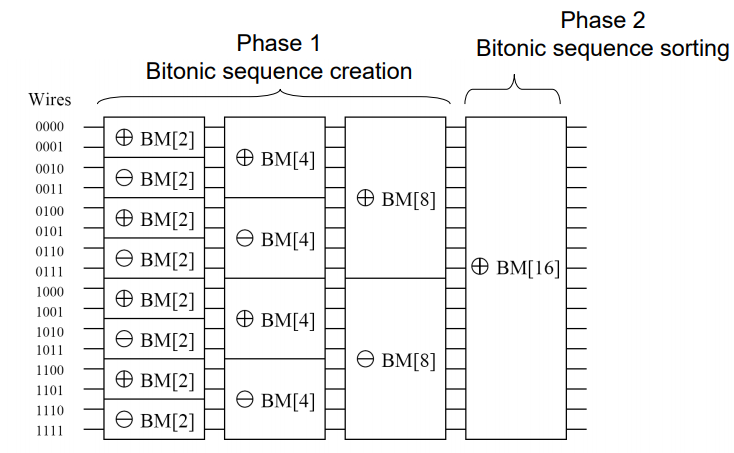 Phase 1
Bitonic sequence creation
Phase 2
Bitonic sequence sorting
Wires
0000
0001
0010
0011
0100
0101
0110
0111
1000
1001
1010
1011
1100
1101
1110
1111
⊕ BM[2]
⊖ BM[2]
⊕ BM[2]
⊖ BM[2]
⊕ BM[2]
⊖ BM[2]
⊕ BM[2]
⊖ BM[2]
⊕ BM[4]
⊖ BM[4]
⊕ BM[4]
⊖ BM[4]
⊕ BM[8]
⊖ BM[8]
⊕ BM[16]